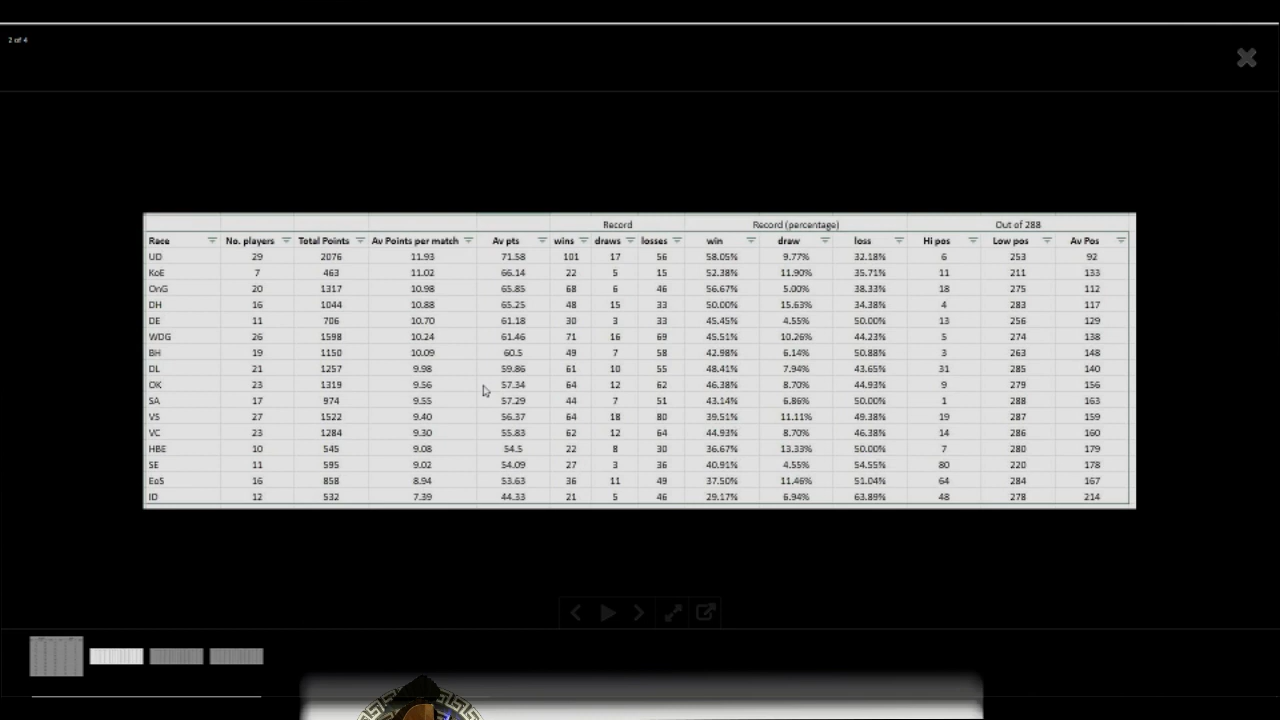 2 of 4
Record Record (percentage) Out of 288
Race No. players Total Points Av Points per match Av pts wins draws losses win draw loss Hi pos Low pos Av Pos
UD 29 2076 11.93 71.58 101 17 56 58.05% 9.77% 32.18% 6 253 92
KoE 7 463 11.02 66.14 22 5 15 52.38% 11.90% 35.71% 11 211 133
OnG 20 1317 10.98 65.85 68 6 46 56.67% 5.00% 38.33% 18 275 112
DH 16 1044 10.88 65.25 48 15 33 50.00% 15.63% 34.38% 4 283 117
DE 11 706 10.70 61.18 30 3 33 45.45% 4.55% 50.00% 13 256 129
WDG 26 1598 10.24 61.46 71 16 69 45.51% 10.26% 44.23% 5 274 138
BH 19 1150 10.09 60.5 49 7 58 42.98% 6.14% 50.88% 3 263 148
DL 21 1257 9.98 59.86 61 10 55 48.41% 7.94% 43.65% 31 285 140
OK 23 1319 9.56 57.34 64 12 62 46.38% 8.70% 44.93% 9 279 156
SA 17 974 9.55 57.29 44 7 51 43.14% 6.86% 50.00% 1 288 163
VS 27 1522 9.40 56.37 64 18 80 39.51% 11.11% 49.38% 19 287 159
VC 23 1284 9.30 55.83 62 12 64 44.93% 8.70% 46.38% 14 286 160
HBE 10 545 9.08 54.5 22 8 30 36.67% 13.33% 50.00% 7 280 179
SE 11 595 9.02 54.09 27 3 36 40.91% 4.55% 54.55% 80 220 178
EoS 16 858 8.94 53.63 36 11 49 37.50% 11.46% 51.04% 64 284 167
ID 12 532 7.39 44.33 21 5 46 29.17% 6.94% 63.89% 48 278 214